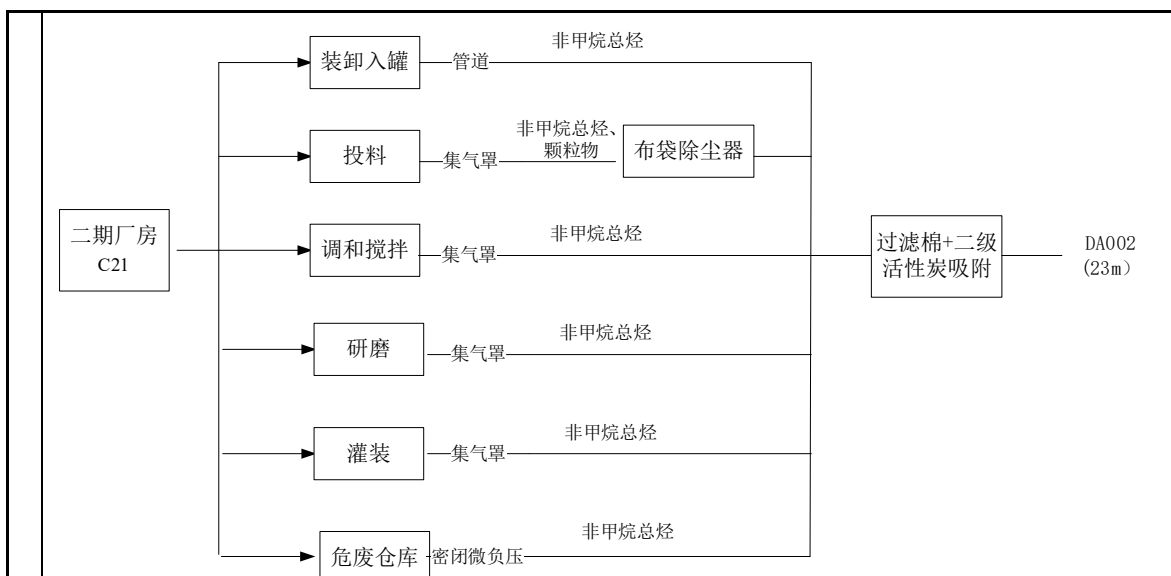 非甲烷总烃
装卸入罐
管道
非甲烷总烃、
颗粒物
投料
集气罩
布袋除尘器
二期厂房
C21
非甲烷总烃
调和搅拌
集气罩
过滤棉+二级
活性炭吸附
DA002
(23m）
非甲烷总烃
研磨
集气罩
非甲烷总烃
灌装
集气罩
非甲烷总烃
危废仓库
密闭微负压